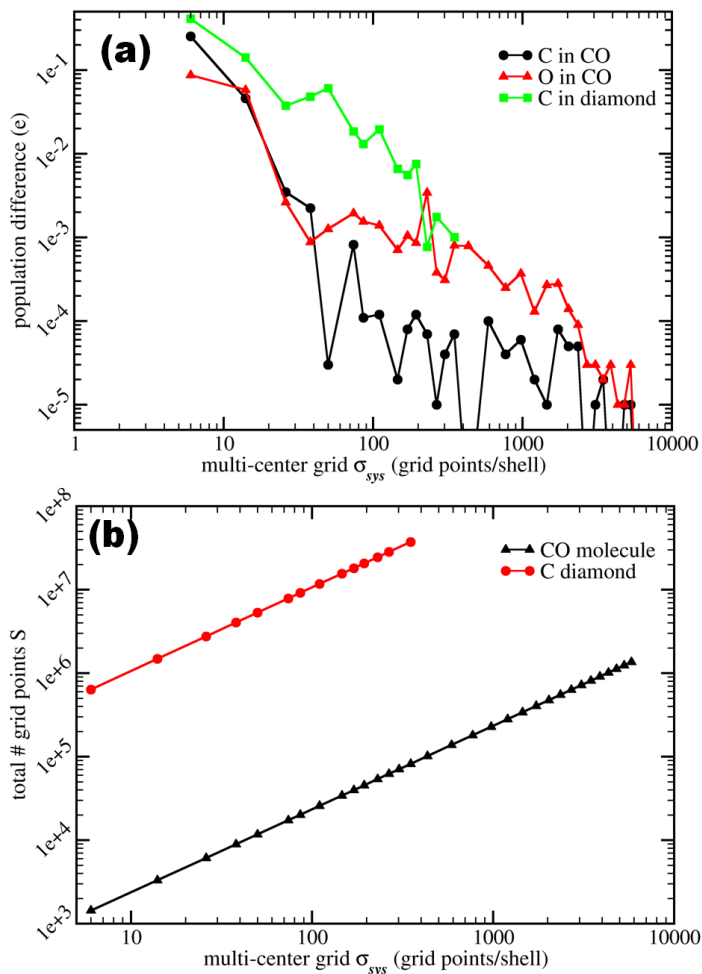 (a)
C in CO
O in CO
C in diamond
population difference (e)
1e-1
1e-2
1e-3
1e-4
1e-5
1 10 100 1000 10000
multi-center grid σsys (grid points/shell)
(b)
CO molecule
C diamond
total # grid points S
1e+8
1e+7
1e+6
1e+5
1e+4
1e+3
10 100 1000 10000
multi-center grid σsys (grid points/shell)